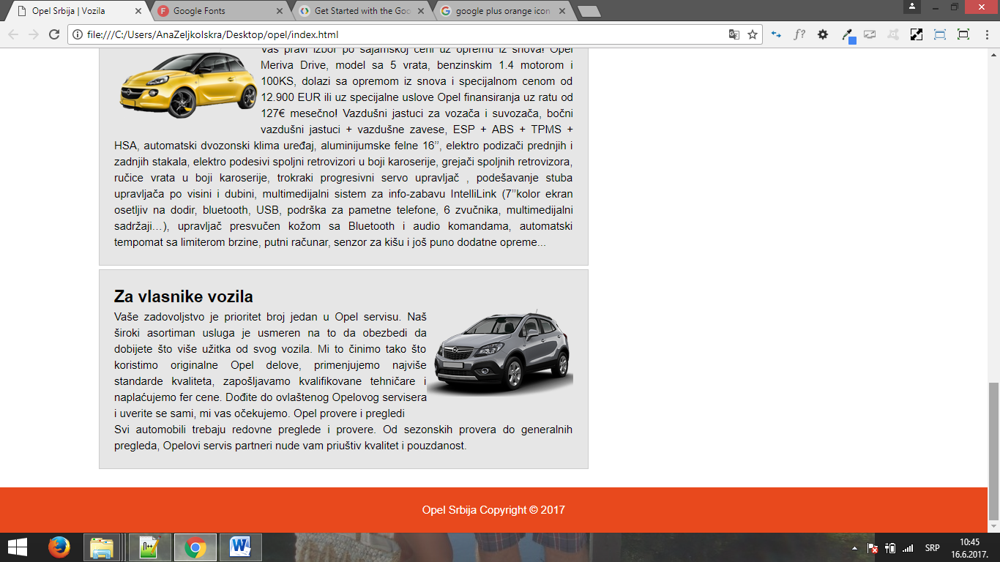 Opel Srbija | Vozila
Google Fonts
Get Started with the Goo
google plus orange icon
file:///C:/Users/AnaZeljkoIskra/Desktop/opel/index.html
f?
Vaš pravi izbor po sajamskoj ceni uz opremu iz snova! Opel
Meriva Drive, model sa 5 vrata, benzinskim 1.4 motorom i
100KS, dolazi sa opremom iz snova i specijalnom cenom od
12.900 EUR ili uz specijalne uslove Opel finansiranja uz ratu od
127€ mesečno! Vazdušni jastuci za vozača i suvozača, bočni
vazdušni jastuci + vazdušne zavese, ESP + ABS + TPMS +
HSA, automatski dvozonski klima uređaj, aluminijumske felne 16’’, elektro podizači prednjih i
zadnjih stakala, elektro podesivi spoljni retrovizori u boji karoserije, grejači spoljnih retrovizora,
ručice vrata u boji karoserije, trokraki progresivni servo upravljač , podešavanje stuba
upravljača po visini i dubini, multimedijalni sistem za info-zabavu IntelliLink (7’’kolor ekran
osetljiv na dodir, bluetooth, USB, podrška za pametne telefone, 6 zvučnika, multimedijalni
sadržaji…), upravljač presvučen kožom sa Bluetooth i audio komandama, automatski
tempomat sa limiterom brzine, putni računar, senzor za kišu i još puno dodatne opreme...
Za vlasnike vozila
Vaše zadovoljstvo je prioritet broj jedan u Opel servisu. Naš
široki asortiman usluga je usmeren na to da obezbedi da
dobijete što više užitka od svog vozila. Mi to činimo tako što
koristimo originalne Opel delove, primenjujemo najviše
standarde kvaliteta, zapošljavamo kvalifikovane tehničare i
naplaćujemo fer cene. Dođite do ovlaštenog Opelovog servisera
i uverite se sami, mi vas očekujemo. Opel provere i pregledi
Svi automobili trebaju redovne preglede i provere. Od sezonskih provera do generalnih
pregleda, Opelovi servis partneri nude vam priuštiv kvalitet i pouzdanost.
Opel Srbija Copyright © 2017
SRP
10:45
16.6.2017.